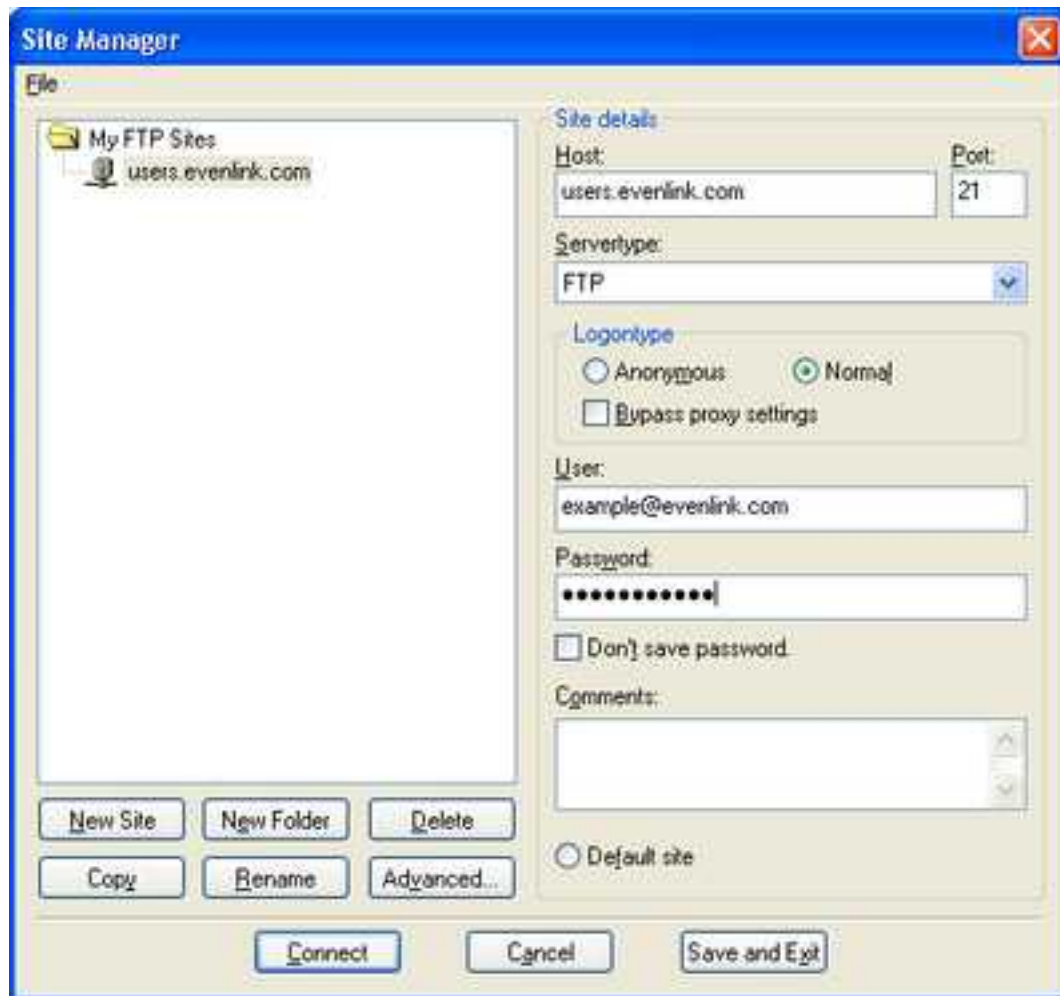 Site Manager
File
My FTP Sites
users.evenlink.com
New Site
New Folder
Delete
Copy
Rename
Advanced...
Site details
Host:
Port:
users.evenlink.com
21
Servertype:
FTP
Logontype
Anonymous
Normal
Bypass proxy settings
User:
example@evenlink.com
Password:
●●●●●●●●●●●
Don't save password
Comments:
Default site
Connect
Cancel
Save and Exit